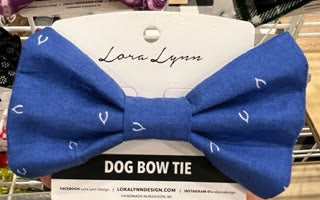 Lora Lynn
DOG BOW TIE
FACEBOOK Lora Lynn Design | LORALYNNDESIGN.COM | INSTAGRAM @loralynndesign
HANDMADE IN MADISON, WI